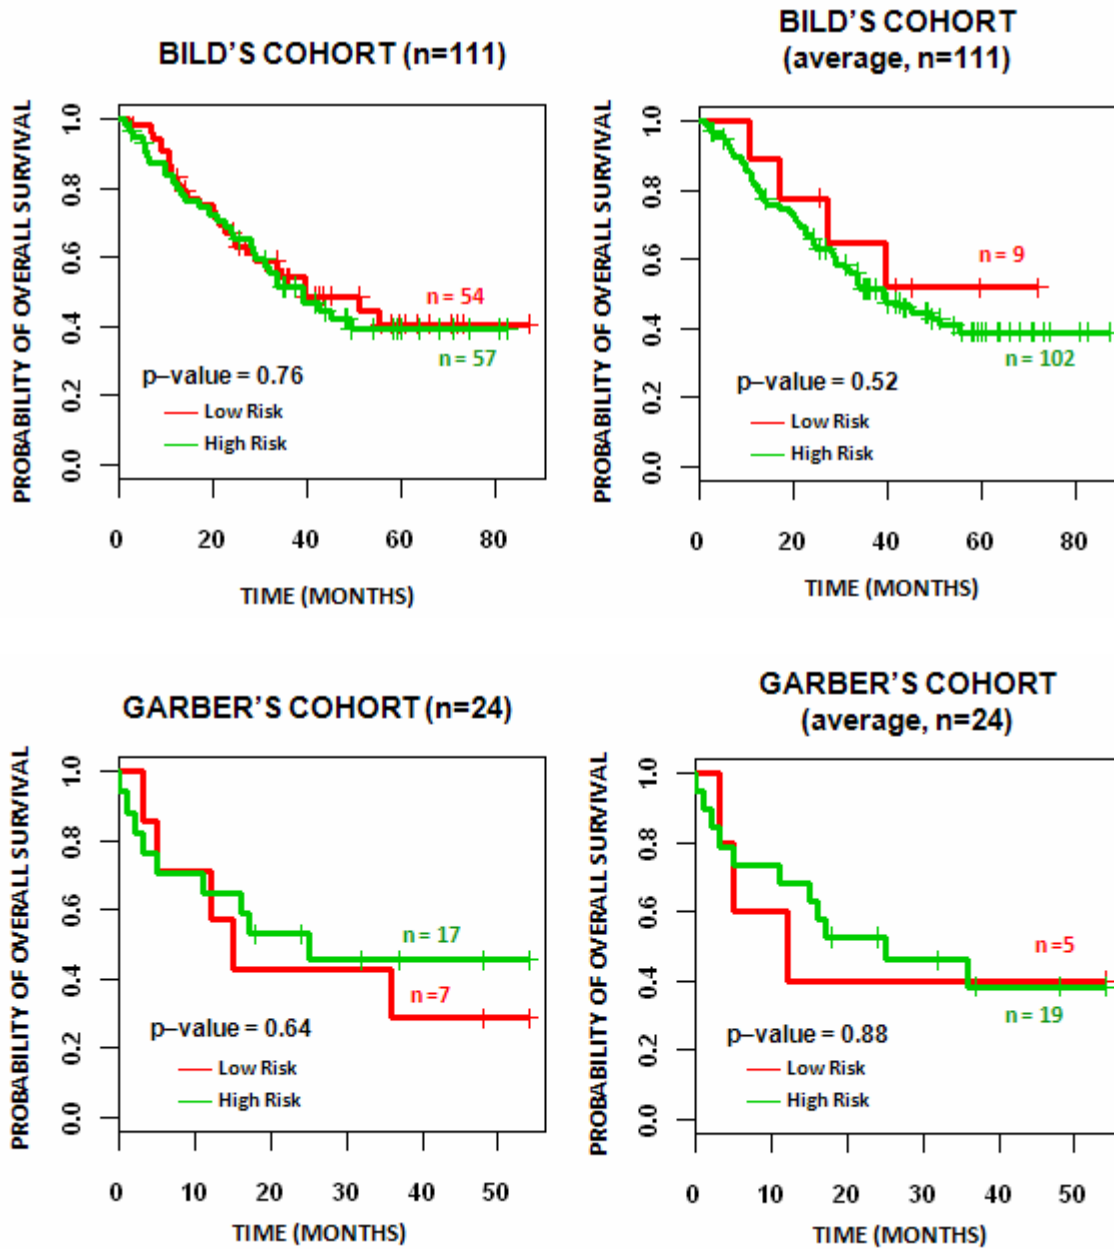 BILD'S COHORT (n=111)
PROBABILITY OF OVERALL SURVIVAL
1.0
0.8
0.6
0.4
0.2
0.0
n = 54
n = 57
p–value = 0.76
Low Risk
High Risk
0 20 40 60 80
TIME (MONTHS)
BILD'S COHORT
(average, n=111)
PROBABILITY OF OVERALL SURVIVAL
1.0
0.8
0.6
0.4
0.2
0.0
n = 9
n = 102
p–value = 0.52
Low Risk
High Risk
0 20 40 60 80
TIME (MONTHS)
GARBER'S COHORT (n=24)
PROBABILITY OF OVERALL SURVIVAL
1.0
0.8
0.6
0.4
0.2
0.0
n = 17
n =7
p–value = 0.64
Low Risk
High Risk
0 10 20 30 40 50
TIME (MONTHS)
GARBER'S COHORT
(average, n=24)
PROBABILITY OF OVERALL SURVIVAL
1.0
0.8
0.6
0.4
0.2
0.0
n =5
n = 19
p–value = 0.88
Low Risk
High Risk
0 10 20 30 40 50
TIME (MONTHS)